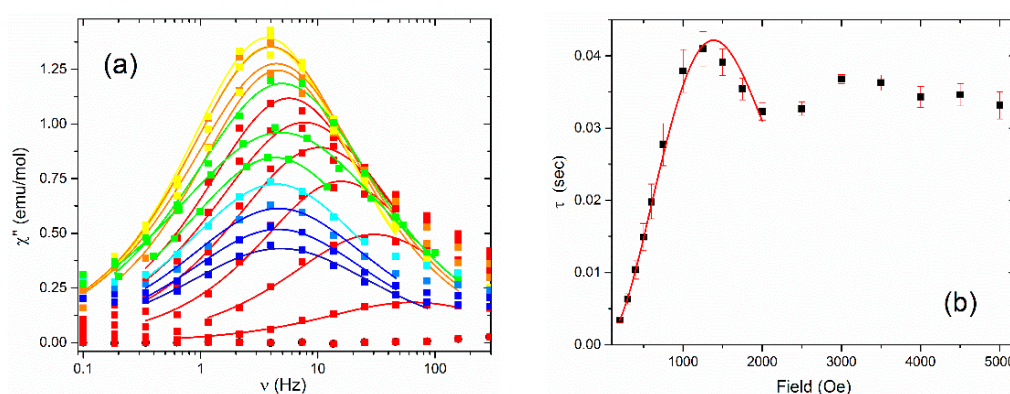 (a)
1.25
1.00
0.75
0.50
0.25
0.00
χ" (emu/mol)
0.1 1 10 100
ν (Hz)
0.04
0.03
0.02
0.01
0.00
τ (sec)
(b)
1000 2000 3000 4000 5000
Field (Oe)